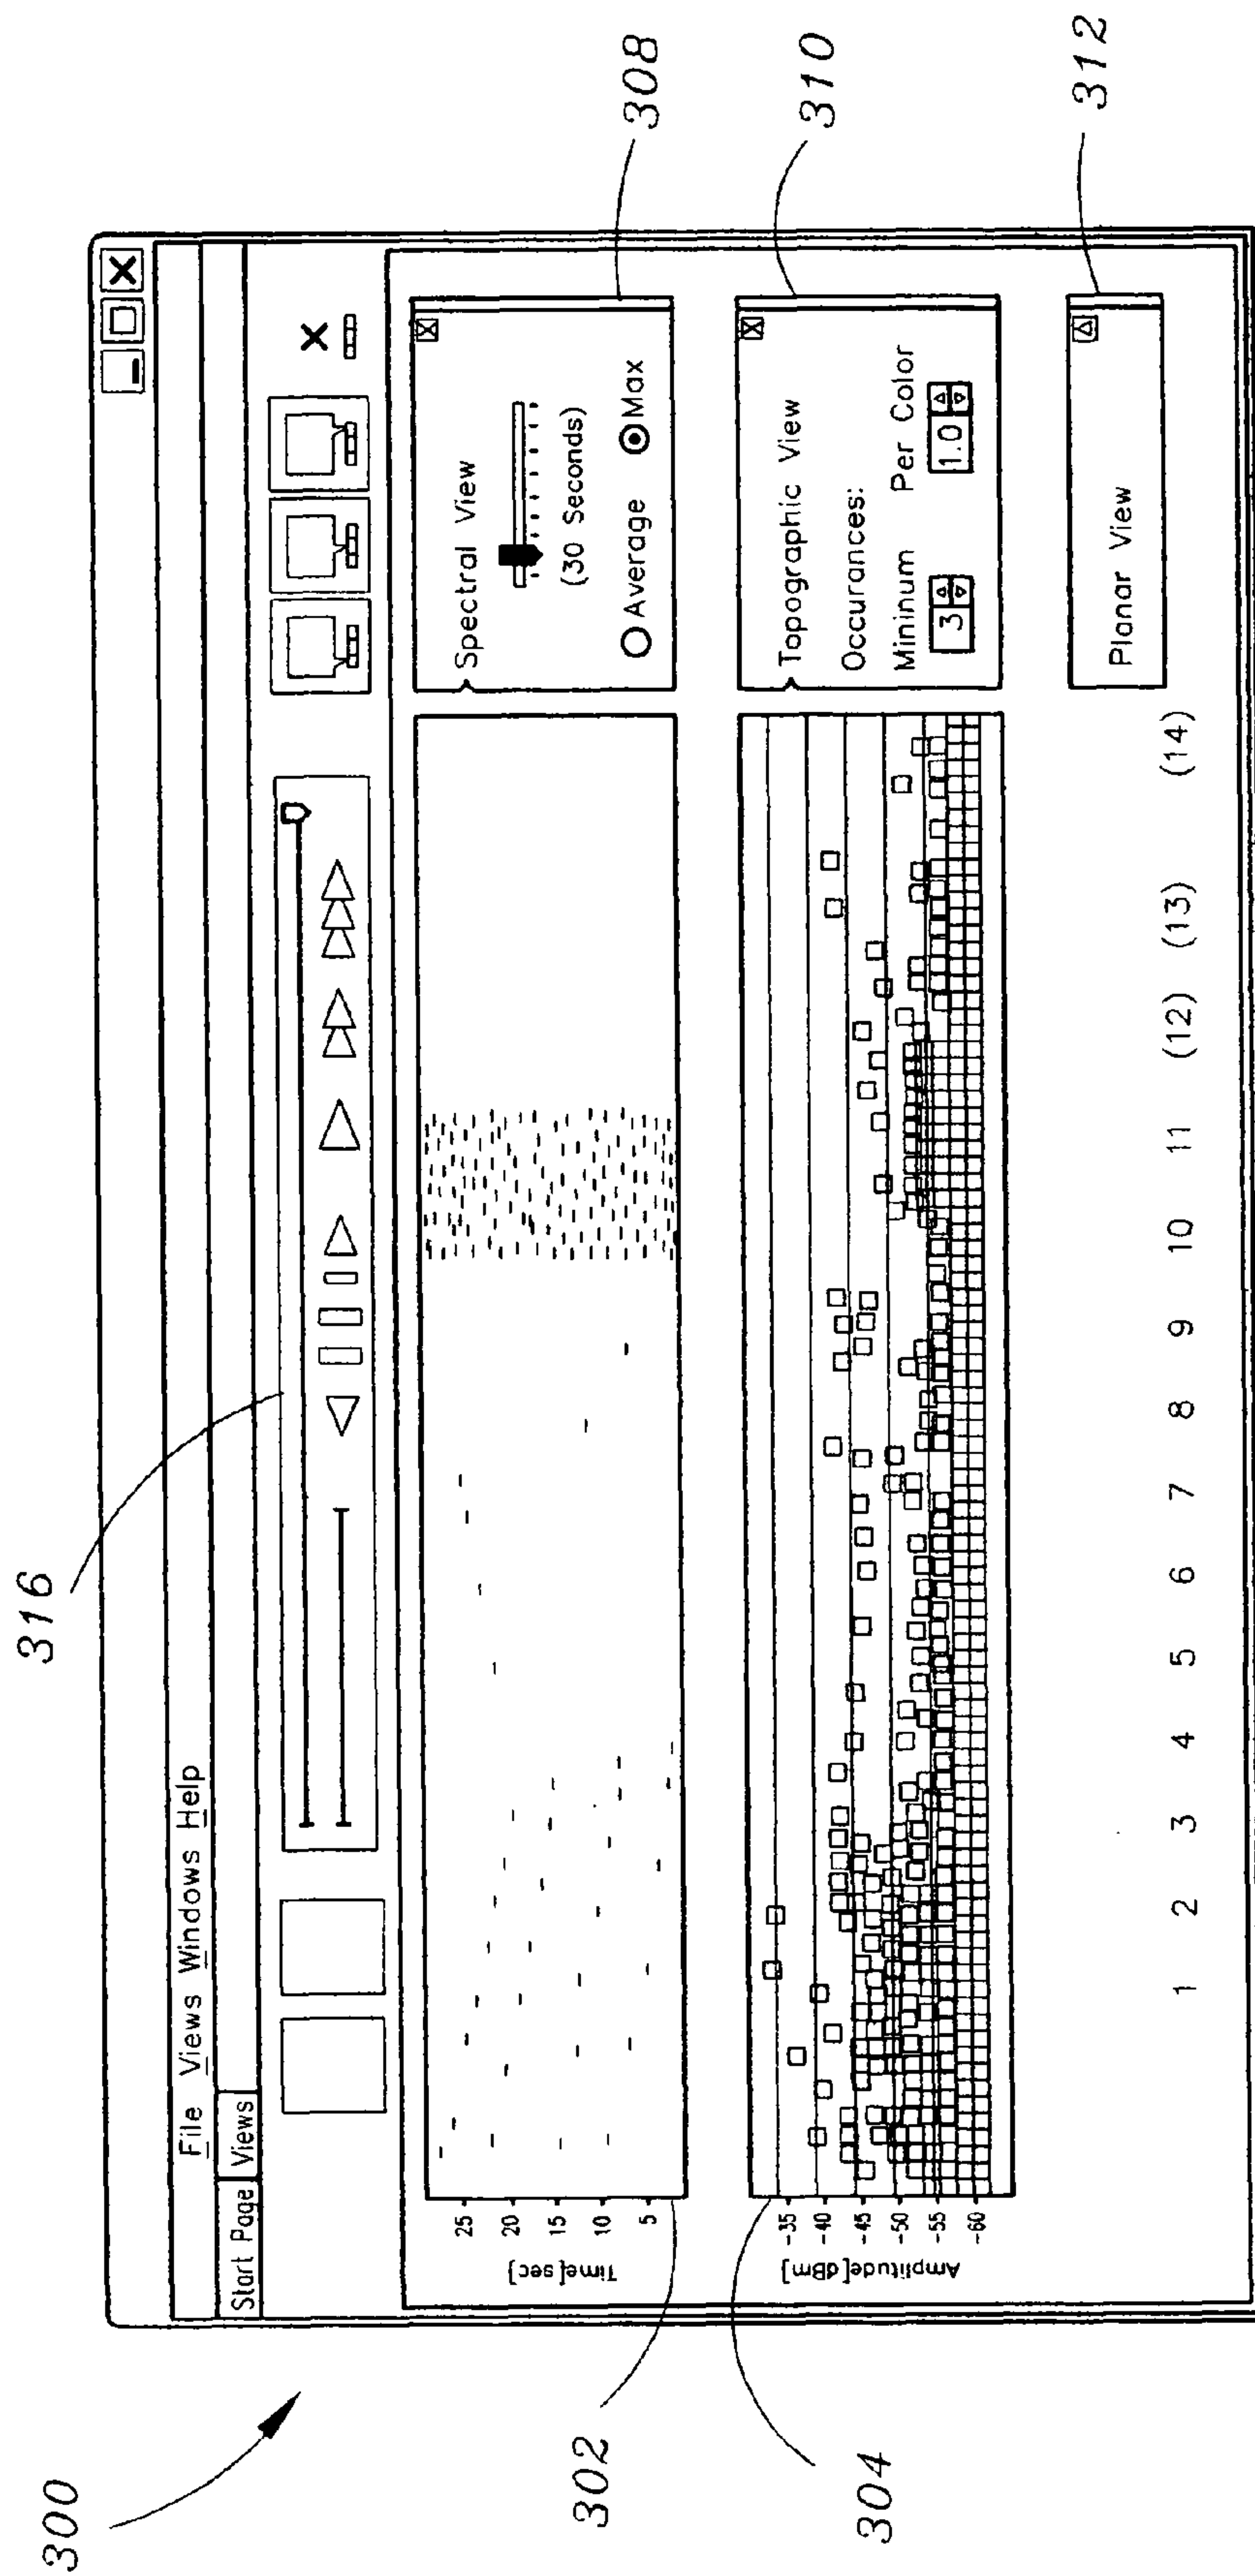 300
316
File Views Windows Help
Start Page Views
Time[sec]
25
20
15
10
5
Spectral View
(30 Seconds)
Average Max
308
302
Amplitude[dBm]
-35
-40
-45
-50
-55
-60
Topographic View
Occurances:
Mininum Per Color
3 1.0
310
304
Planar View
312
1 2 3 4 5 6 7 8 9 10 11 (12) (13) (14)